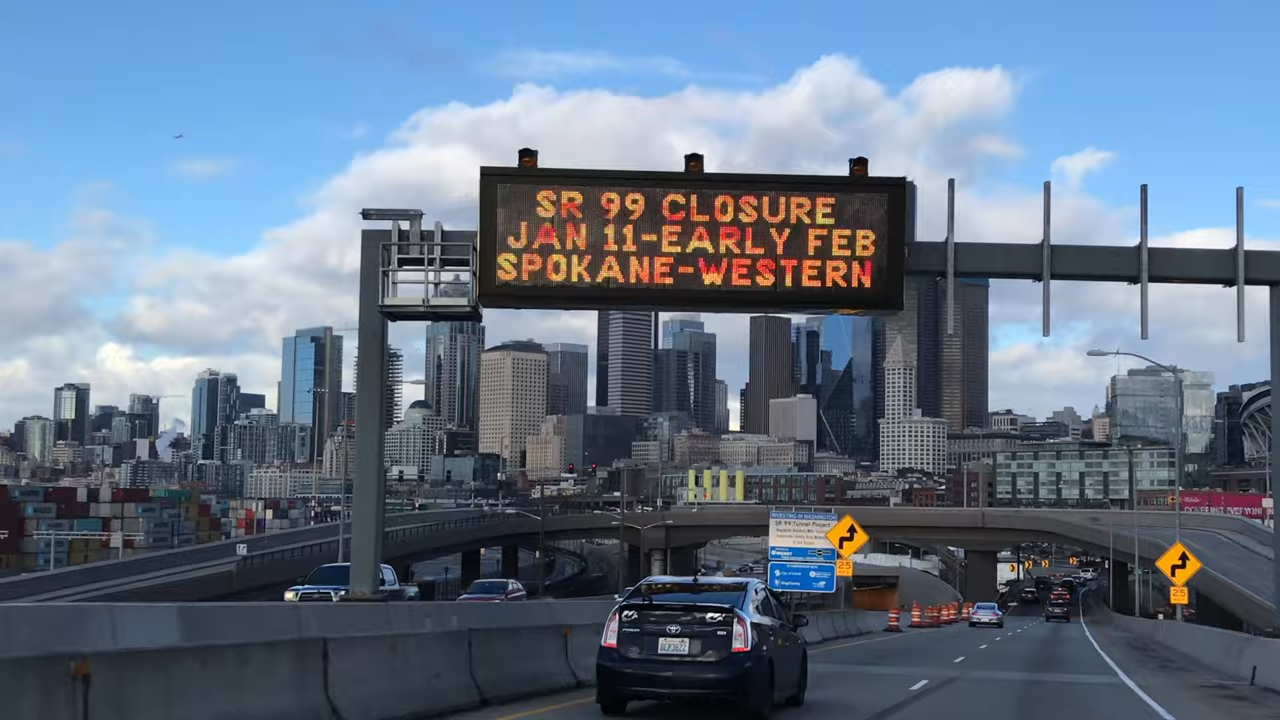 SR 99 CLOSURE
JAN 11-EARLY FEB
SPOKANE-WESTERN
INVESTING IN WASHINGTON
SR 99 Tunnel Project
25
25